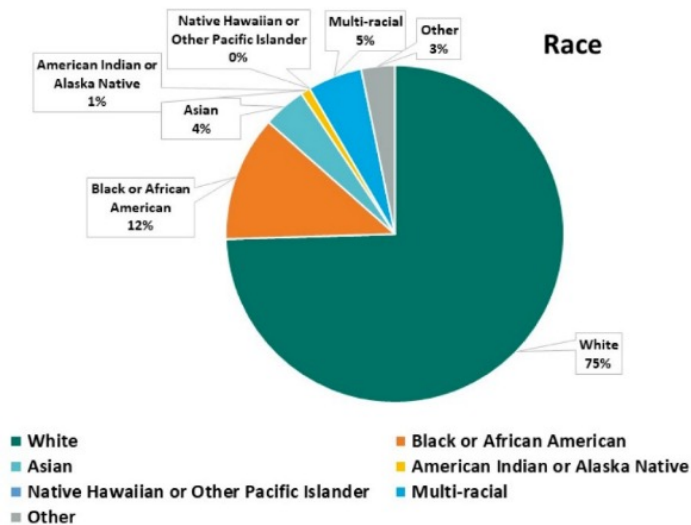 Race
Native Hawaiian or
Other Pacific Islander
0%
Multi-racial
5%
Other
3%
American Indian or
Alaska Native
1%
Asian
4%
Black or African
American
12%
White
75%
White
Black or African American
Asian
American Indian or Alaska Native
Native Hawaiian or Other Pacific Islander
Multi-racial
Other